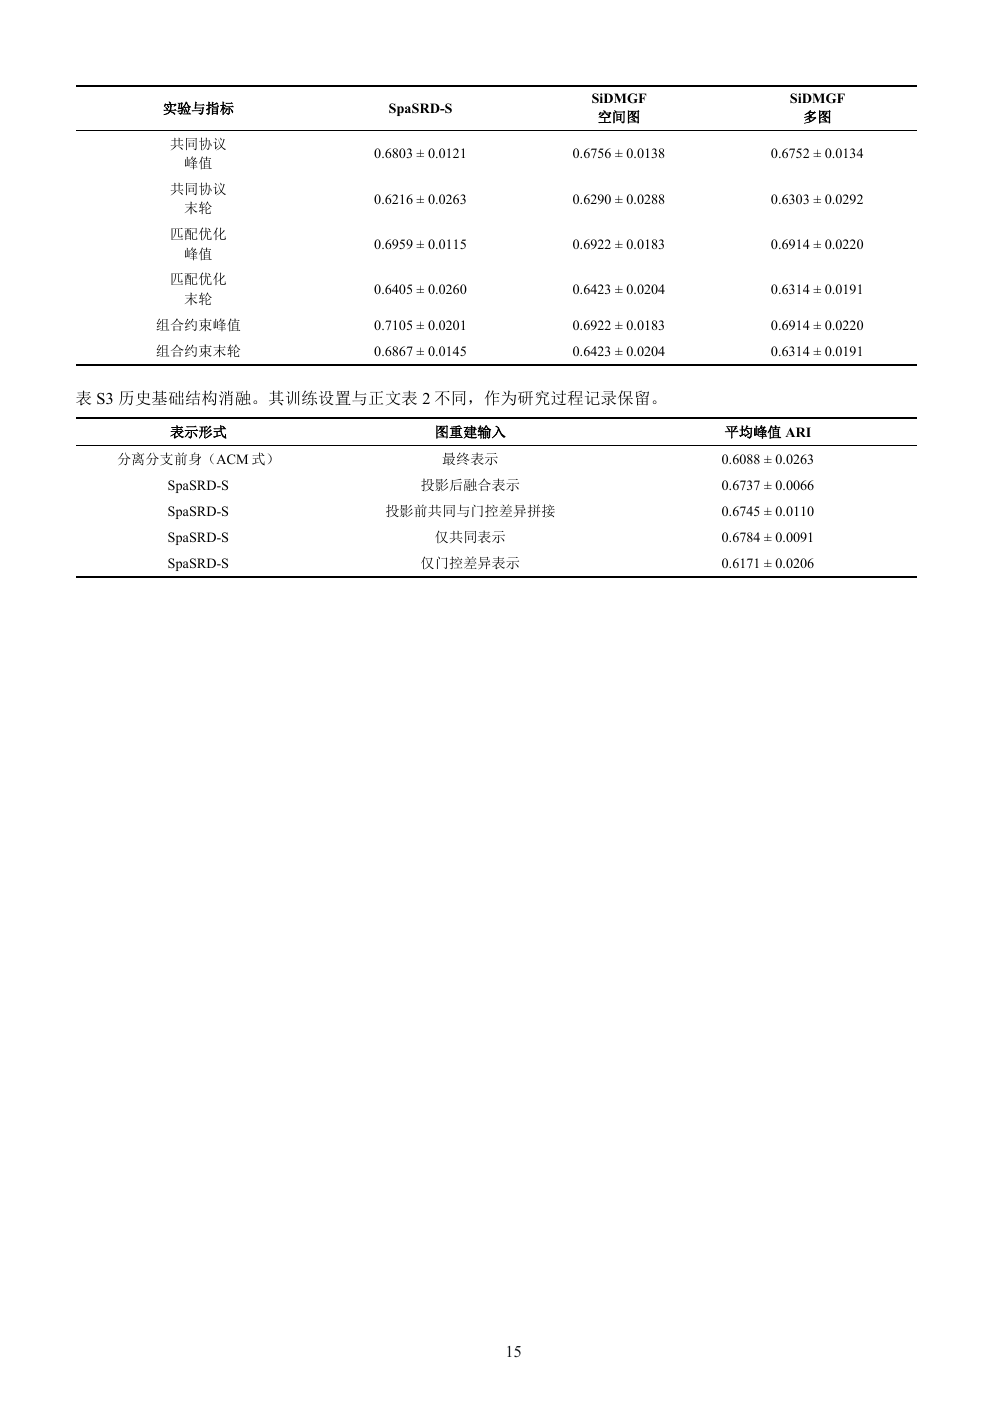 实验与指标 SpaSRD-S SiDMGF 空间图 SiDMGF 多图
共同协议 峰值 0.6803 ± 0.0121 0.6756 ± 0.0138 0.6752 ± 0.0134
共同协议 末轮 0.6216 ± 0.0263 0.6290 ± 0.0288 0.6303 ± 0.0292
匹配优化 峰值 0.6959 ± 0.0115 0.6922 ± 0.0183 0.6914 ± 0.0220
匹配优化 末轮 0.6405 ± 0.0260 0.6423 ± 0.0204 0.6314 ± 0.0191
组合约束峰值 0.7105 ± 0.0201 0.6922 ± 0.0183 0.6914 ± 0.0220
组合约束末轮 0.6867 ± 0.0145 0.6423 ± 0.0204 0.6314 ± 0.0191
表 S3 历史基础结构消融。其训练设置与正文表 2 不同，作为研究过程记录保留。
表示形式 图重建输入 平均峰值 ARI
分离分支前身（ACM 式） 最终表示 0.6088 ± 0.0263
SpaSRD-S 投影后融合表示 0.6737 ± 0.0066
SpaSRD-S 投影前共同与门控差异拼接 0.6745 ± 0.0110
SpaSRD-S 仅共同表示 0.6784 ± 0.0091
SpaSRD-S 仅门控差异表示 0.6171 ± 0.0206
15